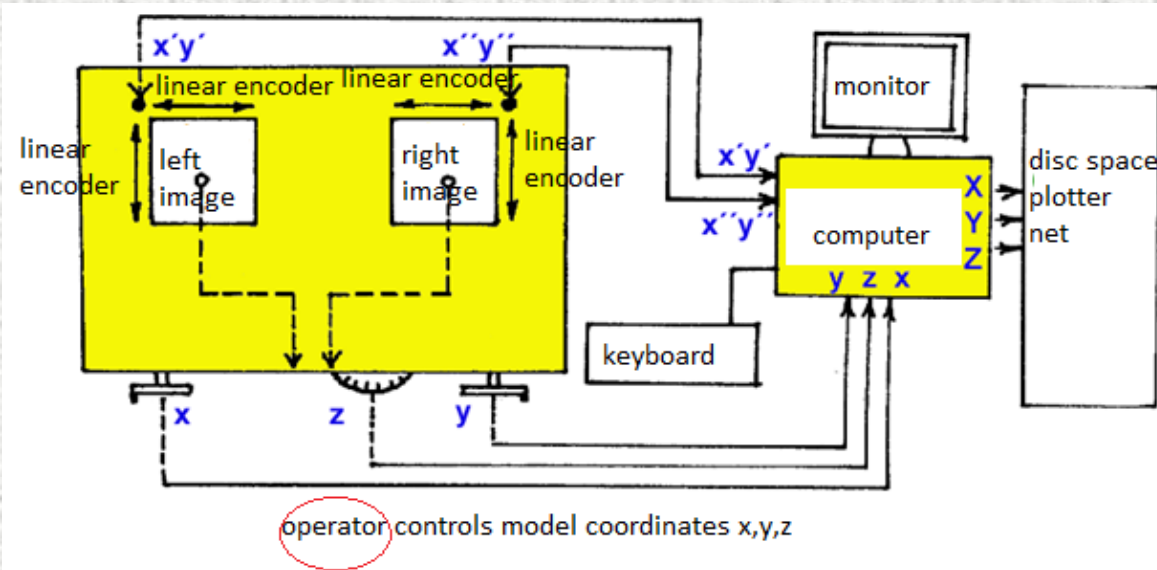 x´y´
x´´y´´
linear encoder
linear encoder
monitor
linear
encoder
left
image
right
image
linear
encoder
x´y´
x´´y´´
computer
X
Y
Z
y z x
disc space
plotter
net
keyboard
x
z
y
operator controls model coordinates x,y,z